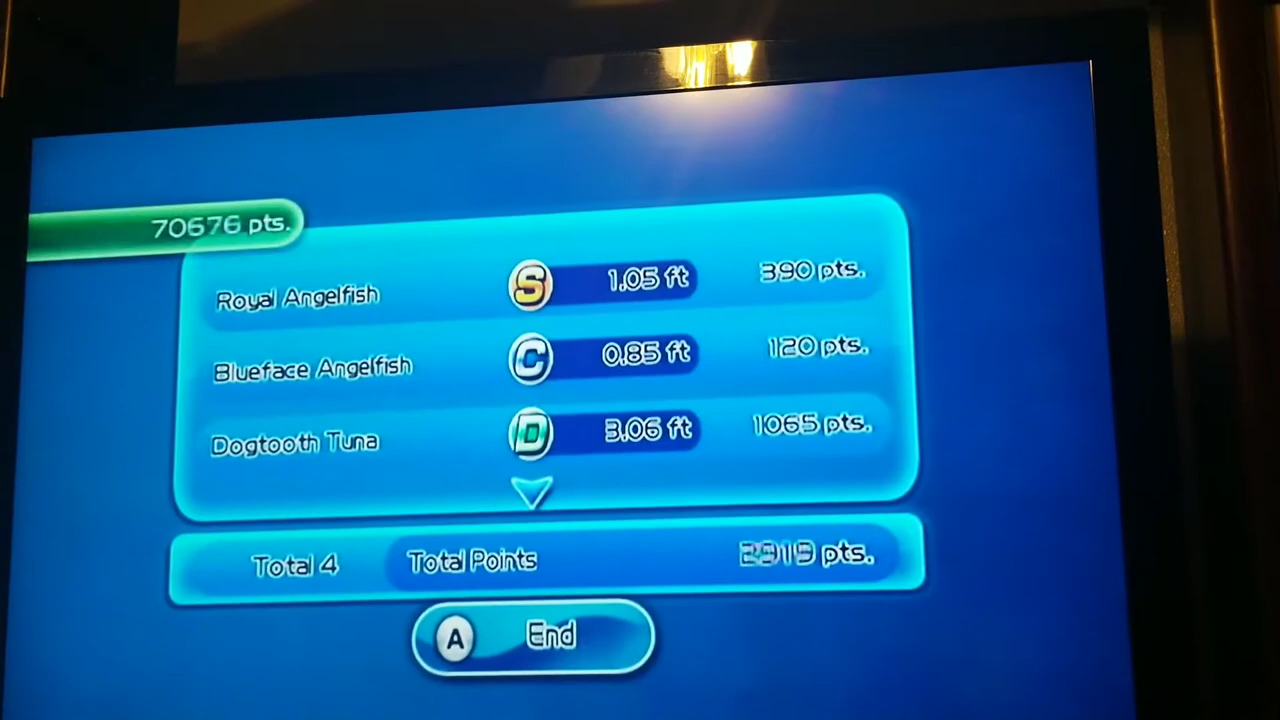 70676 pts.
Royal Angelfish S 1.05 ft 390 pts.
Blueface Angelfish C 0.85 ft 120 pts.
Dogtooth Tuna D 3.06 ft 1065 pts.
Total 4 Total Points 2919 pts.
A End